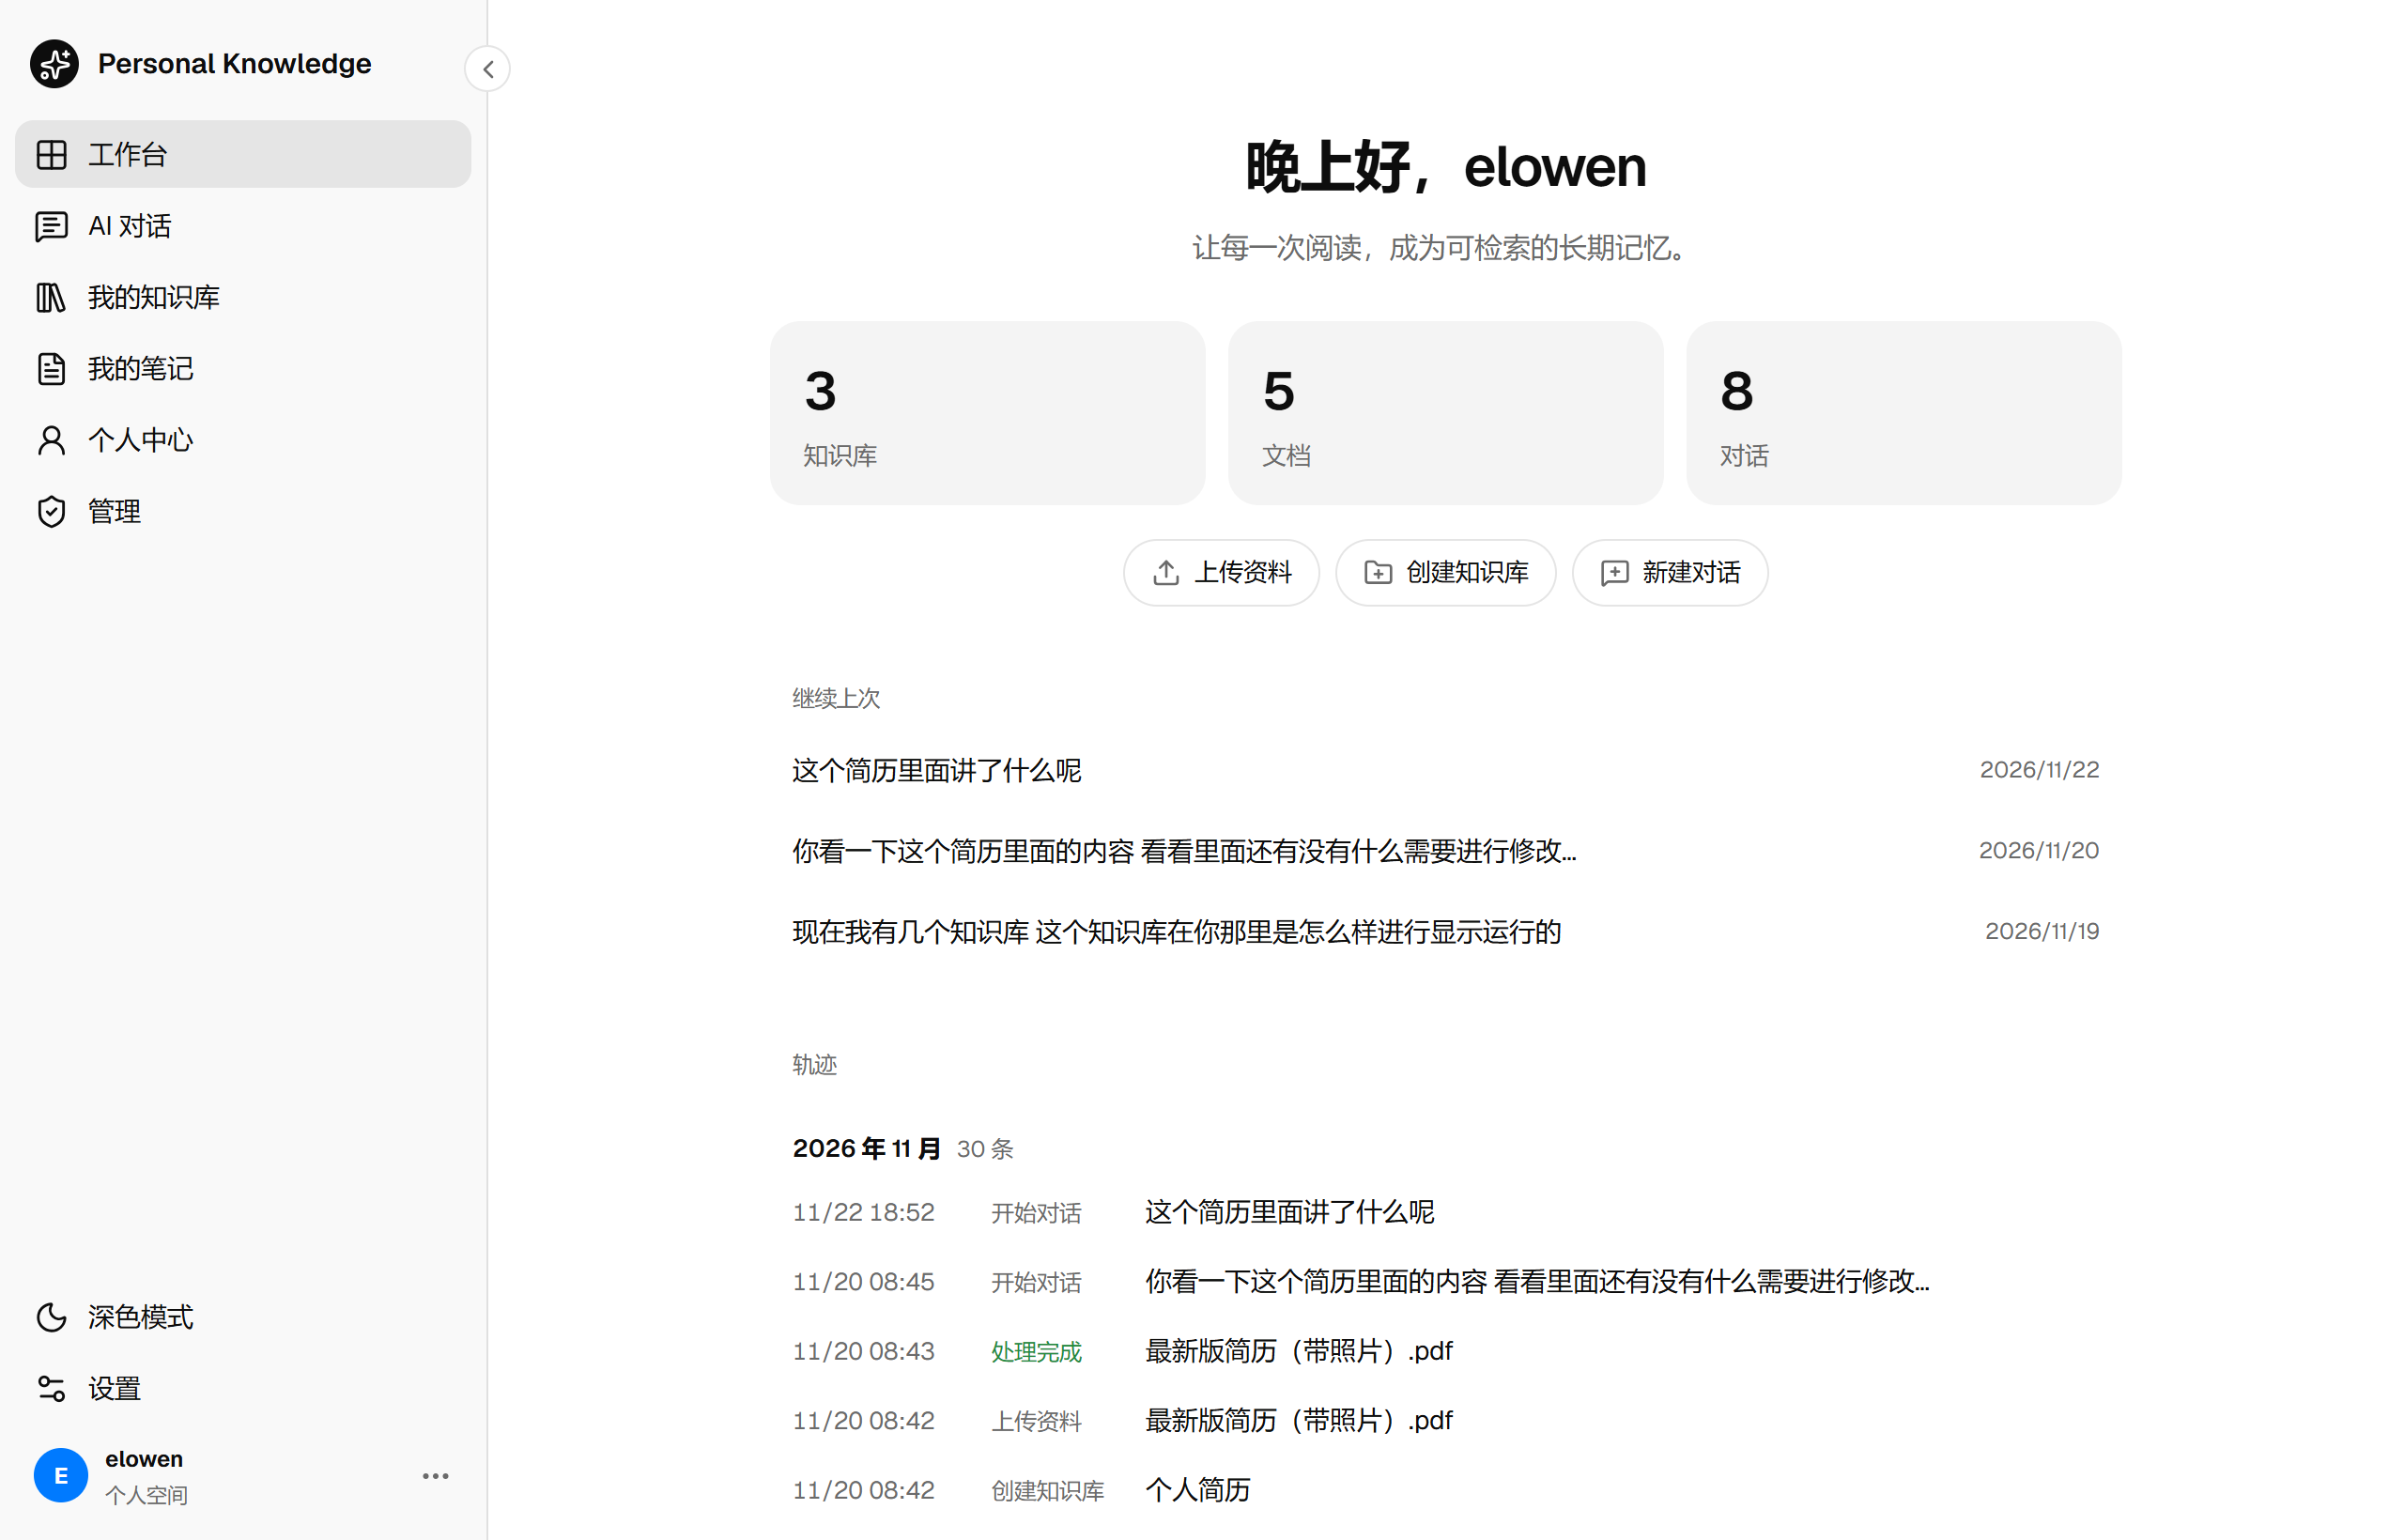 Personal Knowledge
工作台
AI 对话
我的知识库
我的笔记
个人中心
管理
深色模式
设置
E
elowen
个人空间
晚上好，elowen
让每一次阅读，成为可检索的长期记忆。
3
知识库
5
文档
8
对话
上传资料
创建知识库
新建对话
继续上次
这个简历里面讲了什么呢 2026/11/22
你看一下这个简历里面的内容 看看里面还有没有什么需要进行修改... 2026/11/20
现在我有几个知识库 这个知识库在你那里是怎么样进行显示运行的 2026/11/19
轨迹
2026 年 11 月 30 条
11/22 18:52 开始对话 这个简历里面讲了什么呢
11/20 08:45 开始对话 你看一下这个简历里面的内容 看看里面还有没有什么需要进行修改...
11/20 08:43 处理完成 最新版简历（带照片）.pdf
11/20 08:42 上传资料 最新版简历（带照片）.pdf
11/20 08:42 创建知识库 个人简历